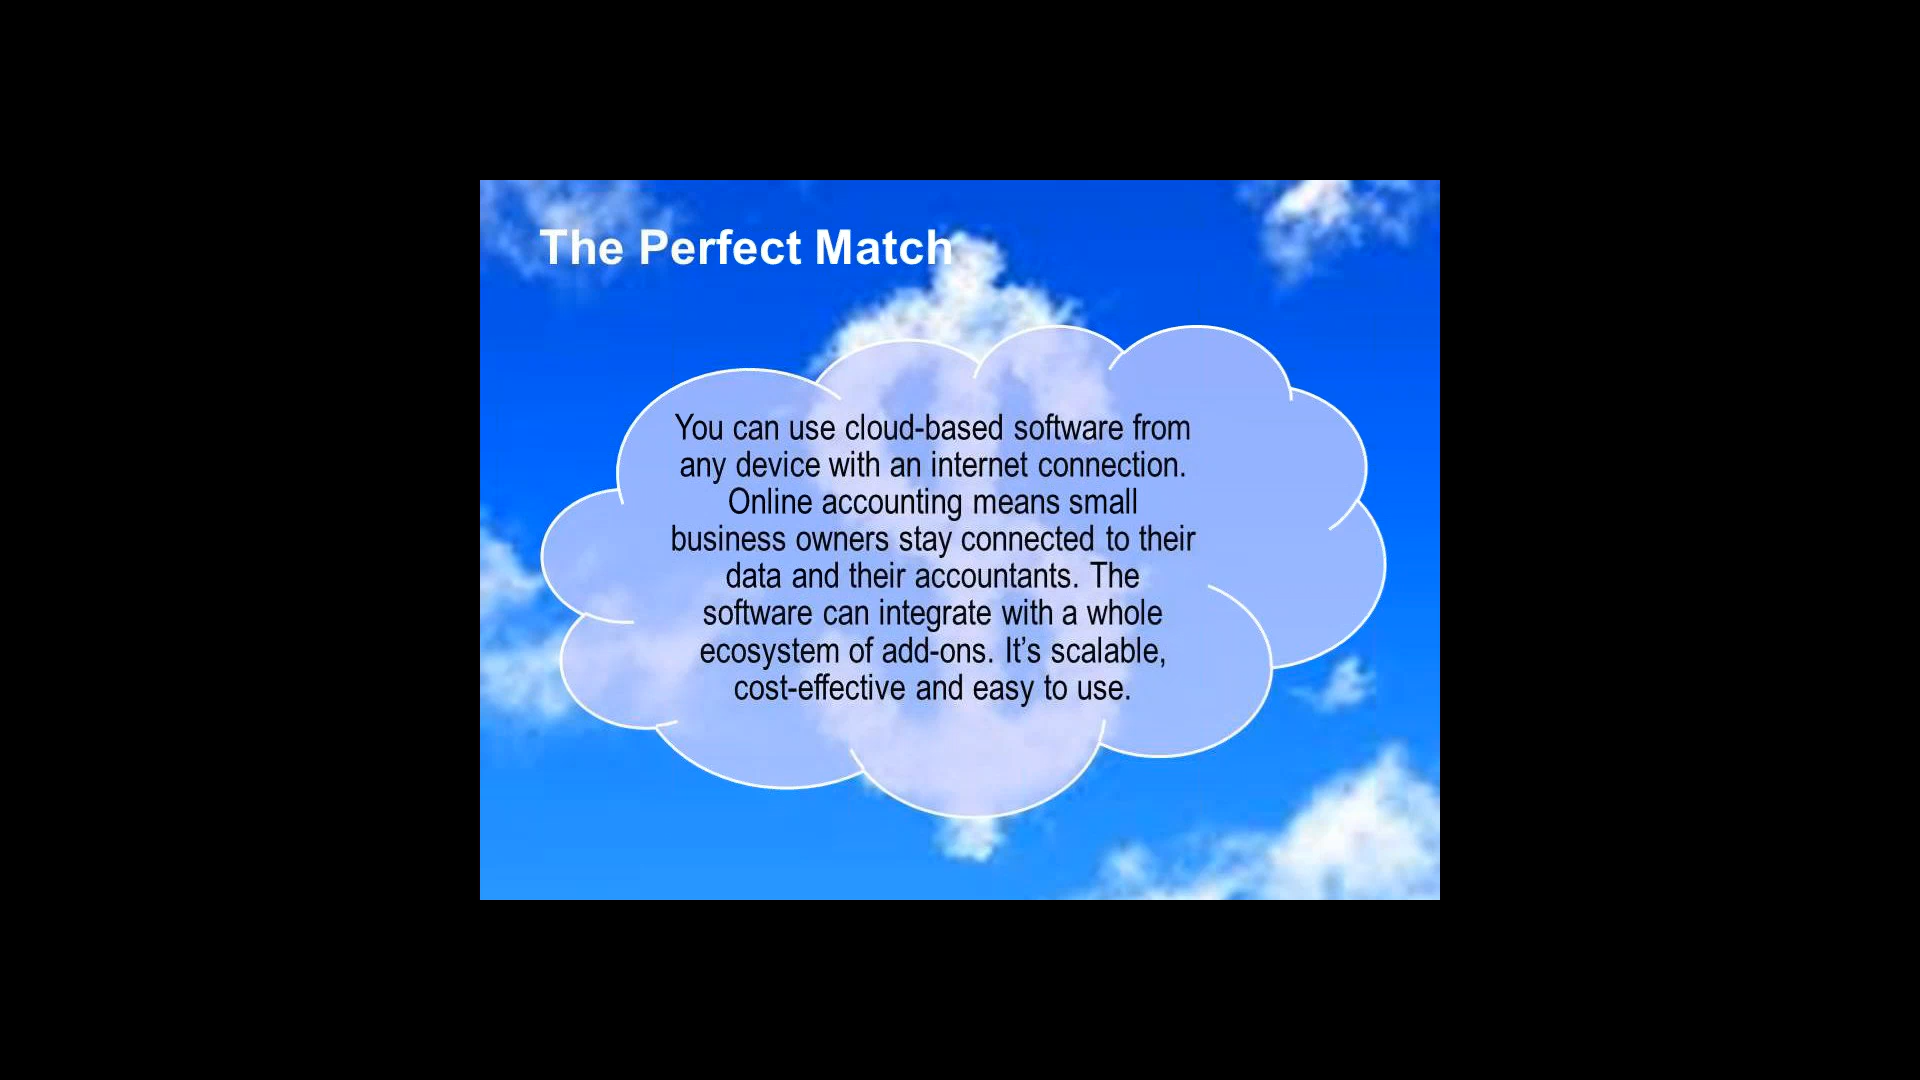 The Perfect Match
You can use cloud-based software from
any device with an internet connection.
Online accounting means small
business owners stay connected to their
data and their accountants. The
software can integrate with a whole
ecosystem of add-ons. It’s scalable,
cost-effective and easy to use.